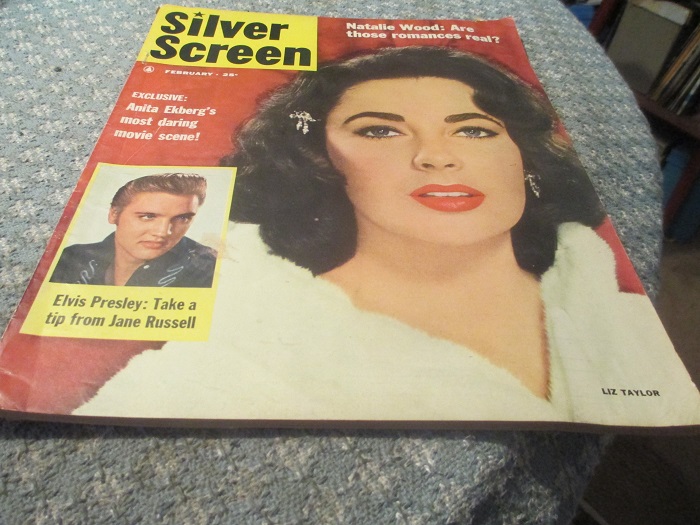 Silver
Screen
FEBRUARY · 25¢
Natalie Wood: Are
those romances real?
EXCLUSIVE:
Anita Ekberg's
most daring
movie scene!
Elvis Presley: Take a
tip from Jane Russell
LIZ TAYLOR